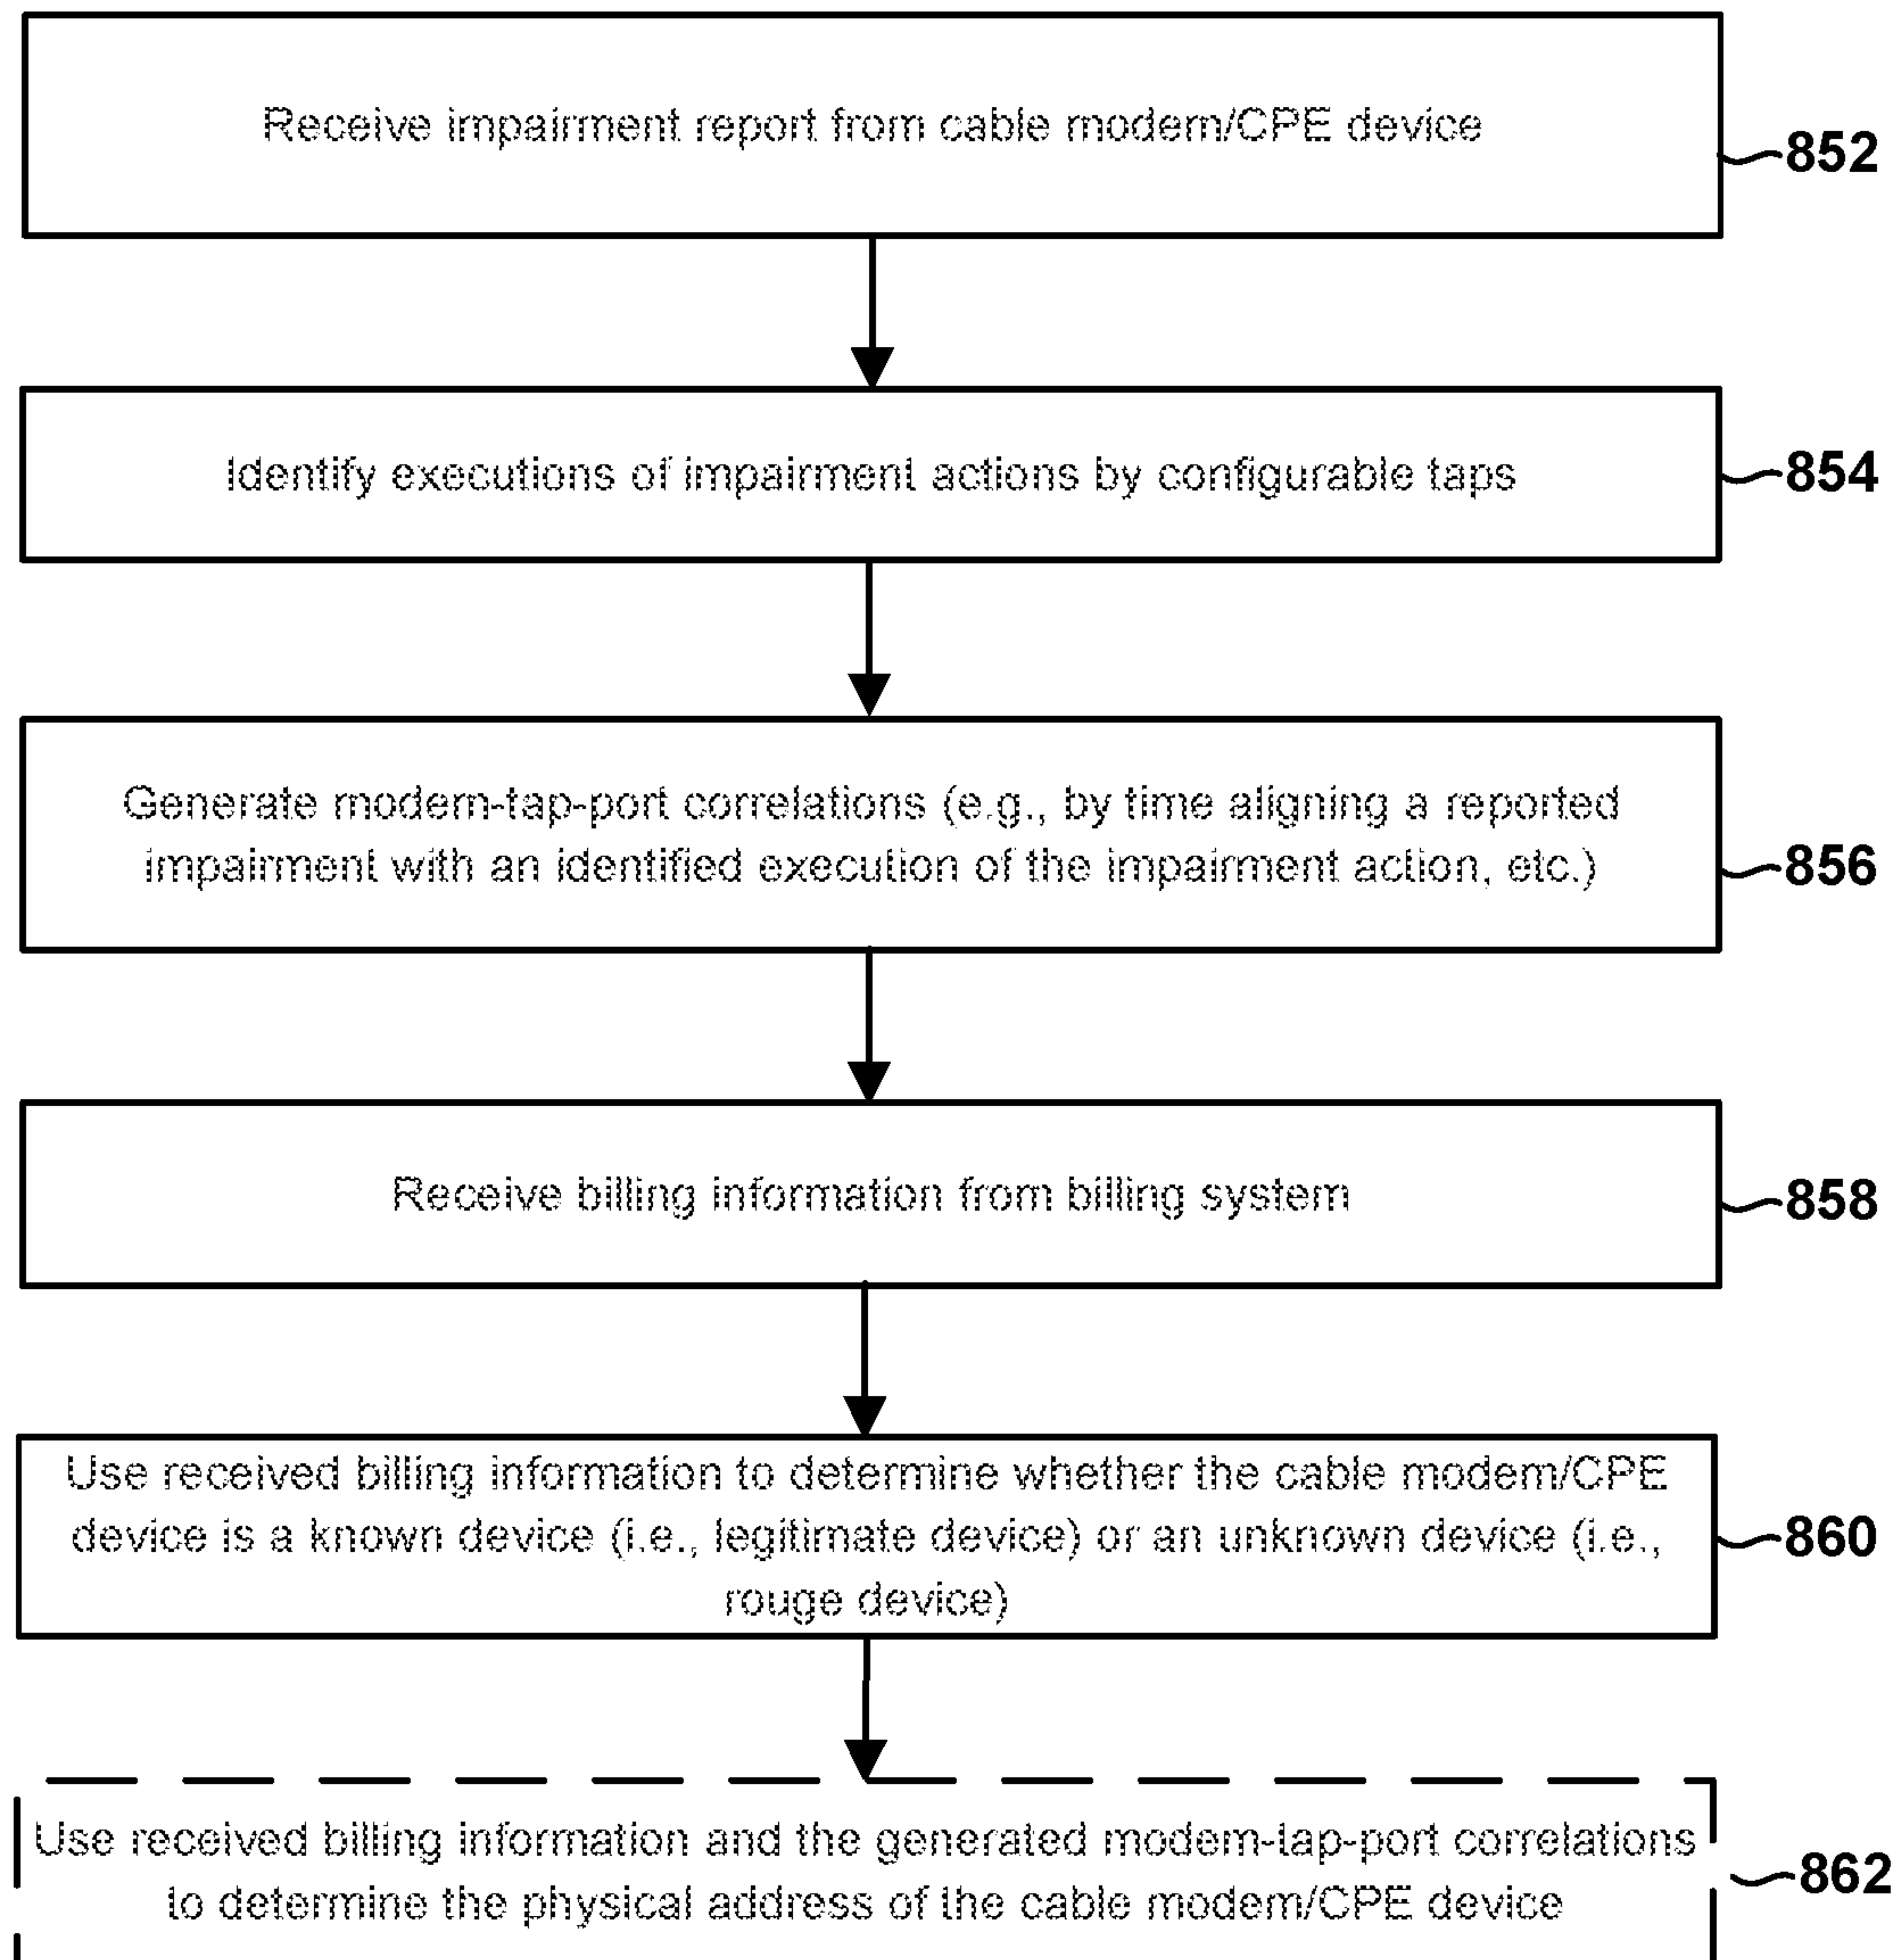 Receive impairment report from cable modem/CPE device
852
Identify executions of impairment actions by configurable taps
854
Generate modem-tap-port correlations (e.g., by time aligning a reported
impairment with an identified execution of the impairment action, etc.)
856
Receive billing information from billing system
858
Use received billing information to determine whether the cable modem/CPE
device is a known device (i.e., legitimate device) or an unknown device (i.e.,
rouge device)
860
Use received billing information and the generated modem-tap-port correlations
to determine the physical address of the cable modem/CPE device
862